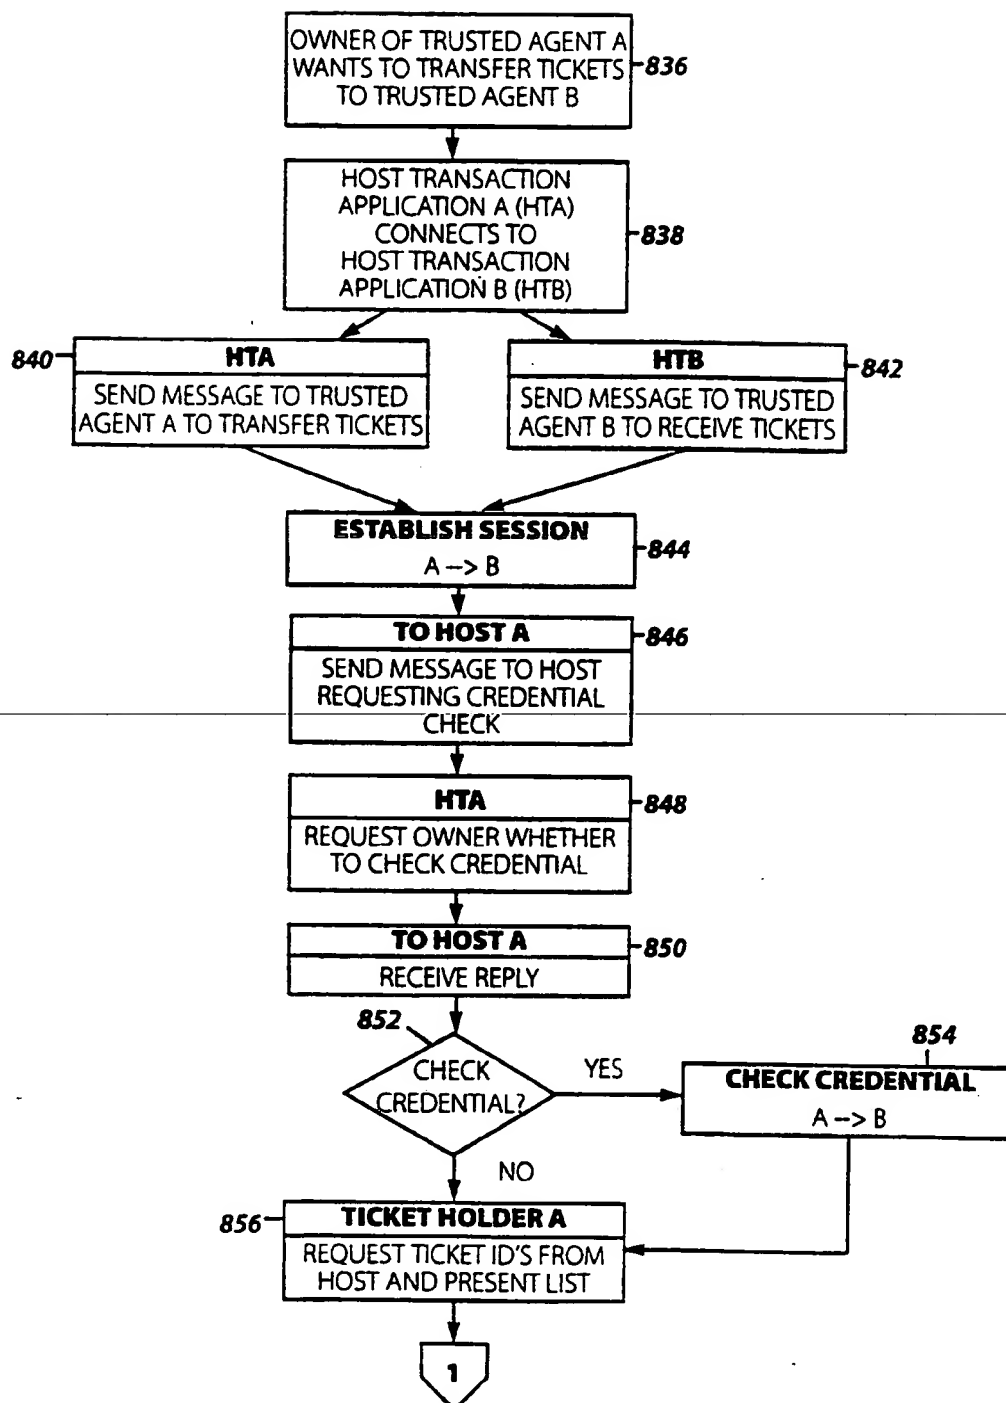 OWNER OF TRUSTED AGENT A
WANTS TO TRANSFER TICKETS
TO TRUSTED AGENT B
836
HOST TRANSACTION
APPLICATION A (HTA)
CONNECTS TO
HOST TRANSACTION
APPLICATION B (HTB)
838
840
HTA
SEND MESSAGE TO TRUSTED
AGENT A TO TRANSFER TICKETS
HTB
SEND MESSAGE TO TRUSTED
AGENT B TO RECEIVE TICKETS
842
ESTABLISH SESSION
A --> B
844
TO HOST A
SEND MESSAGE TO HOST
REQUESTING CREDENTIAL
CHECK
846
HTA
REQUEST OWNER WHETHER
TO CHECK CREDENTIAL
848
TO HOST A
RECEIVE REPLY
850
852
CHECK
CREDENTIAL?
YES
854
CHECK CREDENTIAL
A --> B
NO
856
TICKET HOLDER A
REQUEST TICKET ID'S FROM
HOST AND PRESENT LIST
1